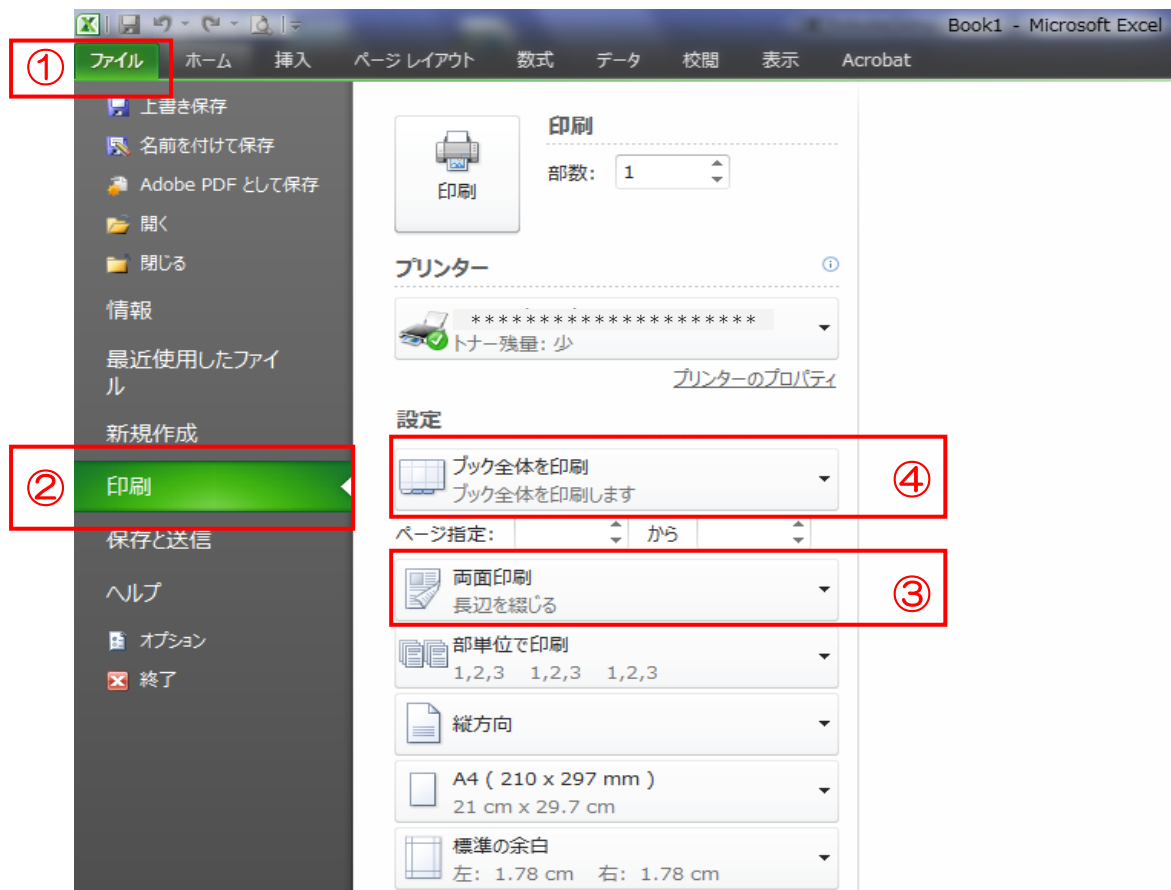 Book1 - Microsoft Excel
① ファイル ホーム 挿入 ページ レイアウト 数式 データ 校閲 表示 Acrobat
上書き保存
名前を付けて保存
Adobe PDF として保存
開く
閉じる
情報
最近使用したファイ
ル
新規作成
② 印刷
保存と送信
ヘルプ
オプション
終了
印刷
印刷
部数: 1
プリンター
*********************
トナー残量: 少
プリンターのプロパティ
設定
ブック全体を印刷
ブック全体を印刷します
④
ページ指定: から
両面印刷
長辺を綴じる
③
部単位で印刷
1,2,3 1,2,3 1,2,3
縦方向
A4 ( 210 x 297 mm )
21 cm x 29.7 cm
標準の余白
左: 1.78 cm 右: 1.78 cm